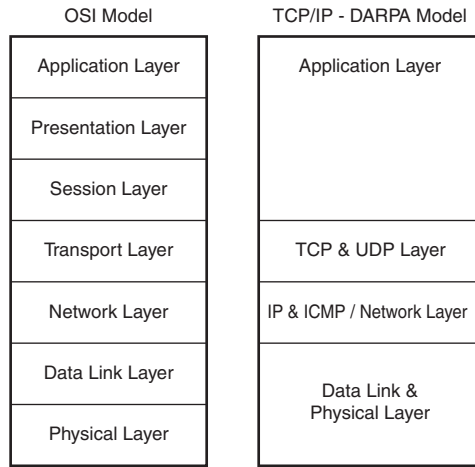 OSI Model
Application Layer
Presentation Layer
Session Layer
Transport Layer
Network Layer
Data Link Layer
Physical Layer
TCP/IP - DARPA Model
Application Layer
TCP & UDP Layer
IP & ICMP / Network Layer
Data Link &
Physical Layer